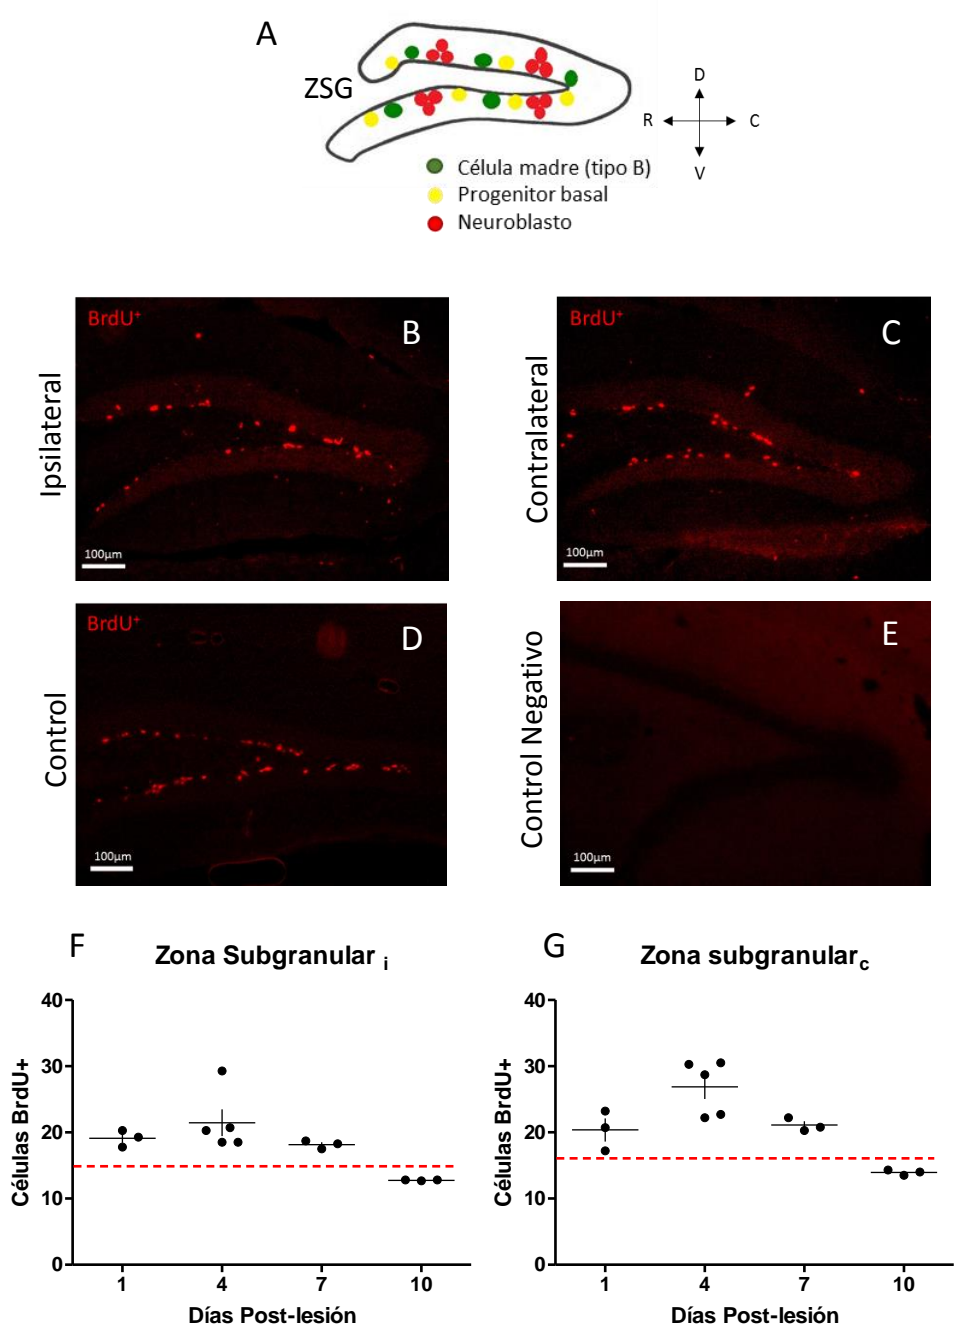 A
ZSG
D
R
C
V
Célula madre (tipo B)
Progenitor basal
Neuroblasto
BrdU⁺
B
Ipsilateral
100µm
BrdU⁺
C
Contralateral
100µm
BrdU⁺
D
Control
100µm
E
Control Negativo
100µm
F
Zona Subgranular i
Células BrdU+
40
30
20
10
0
1 4 7 10
Días Post-lesión
G
Zona subgranular c
Células BrdU+
40
30
20
10
0
1 4 7 10
Días Post-lesión